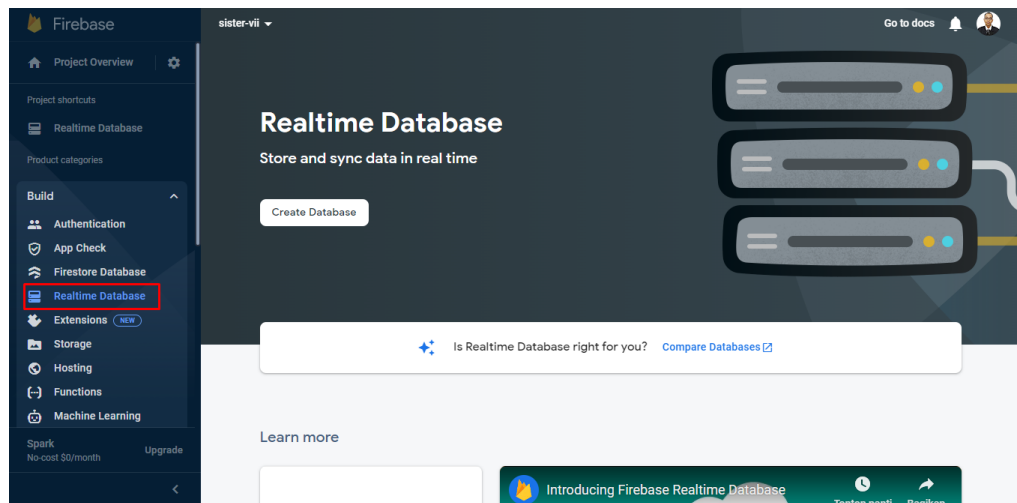 Firebase
sister-vii
Go to docs
Project Overview
Project shortcuts
Realtime Database
Product categories
Build
Authentication
App Check
Firestore Database
Realtime Database
Extensions NEW
Storage
Hosting
Functions
Machine Learning
Spark
No-cost $0/month
Upgrade
Realtime Database
Store and sync data in real time
Create Database
Is Realtime Database right for you? Compare Databases
Learn more
Introducing Firebase Realtime Database